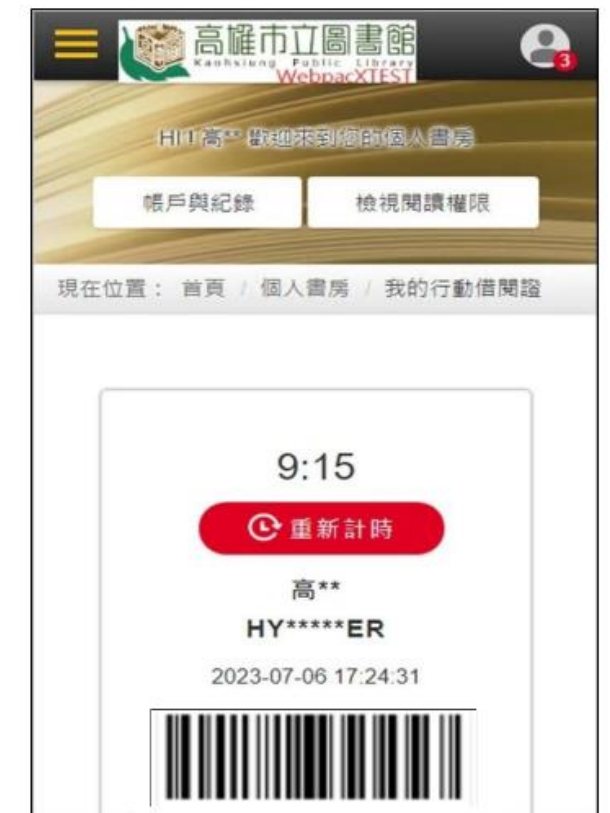 高雄市立圖書館
Kaohsiung Public Library
WebpacXTEST
3
HI！高** 歡迎來到您的個人書房
帳戶與紀錄
檢視閱讀權限
現在位置： 首頁 / 個人書房 / 我的行動借閱證
9:15
重新計時
高**
HY*****ER
2023-07-06 17:24:31